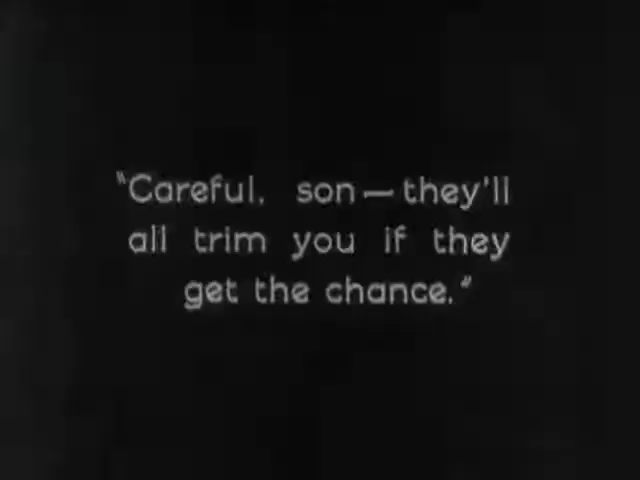 "Careful, son—they'll
all trim you if they
get the chance."